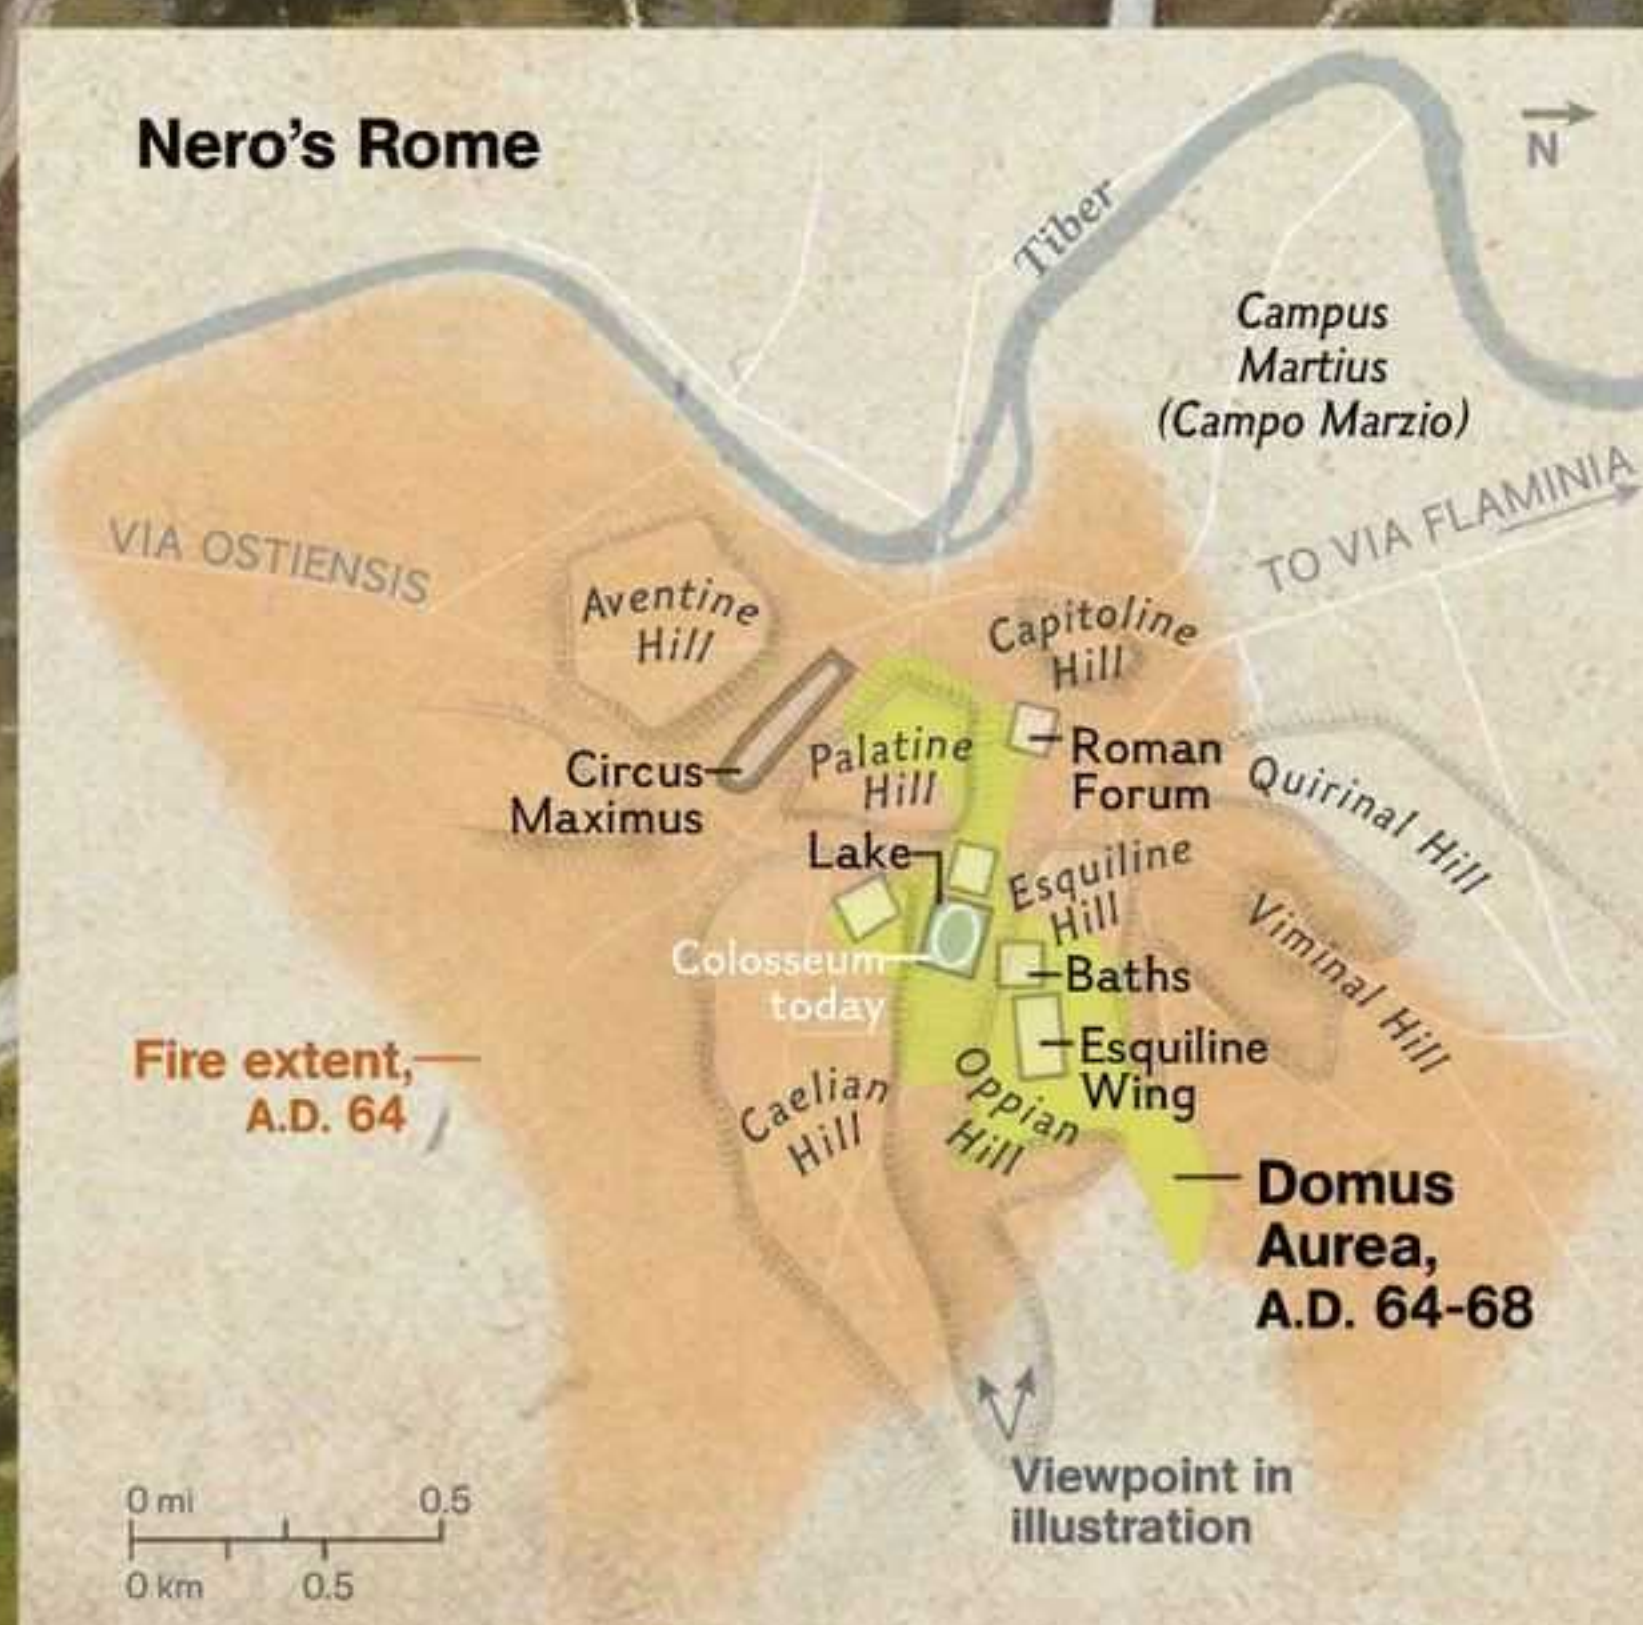 Nero's Rome
N
Tiber
Campus
Martius
(Campo Marzio)
VIA OSTIENSIS
TO VIA FLAMINIA
Aventine
Hill
Capitoline
Hill
Circus
Maximus
Palatine
Hill
Roman
Forum
Quirinal Hill
Lake
Esquiline
Hill
Viminal Hill
Colosseum
today
Baths
Esquiline
Wing
Fire extent,
A.D. 64
Caelian
Hill
Oppian
Hill
Domus
Aurea,
A.D. 64-68
Viewpoint in
illustration
0 mi 0.5
0 km 0.5